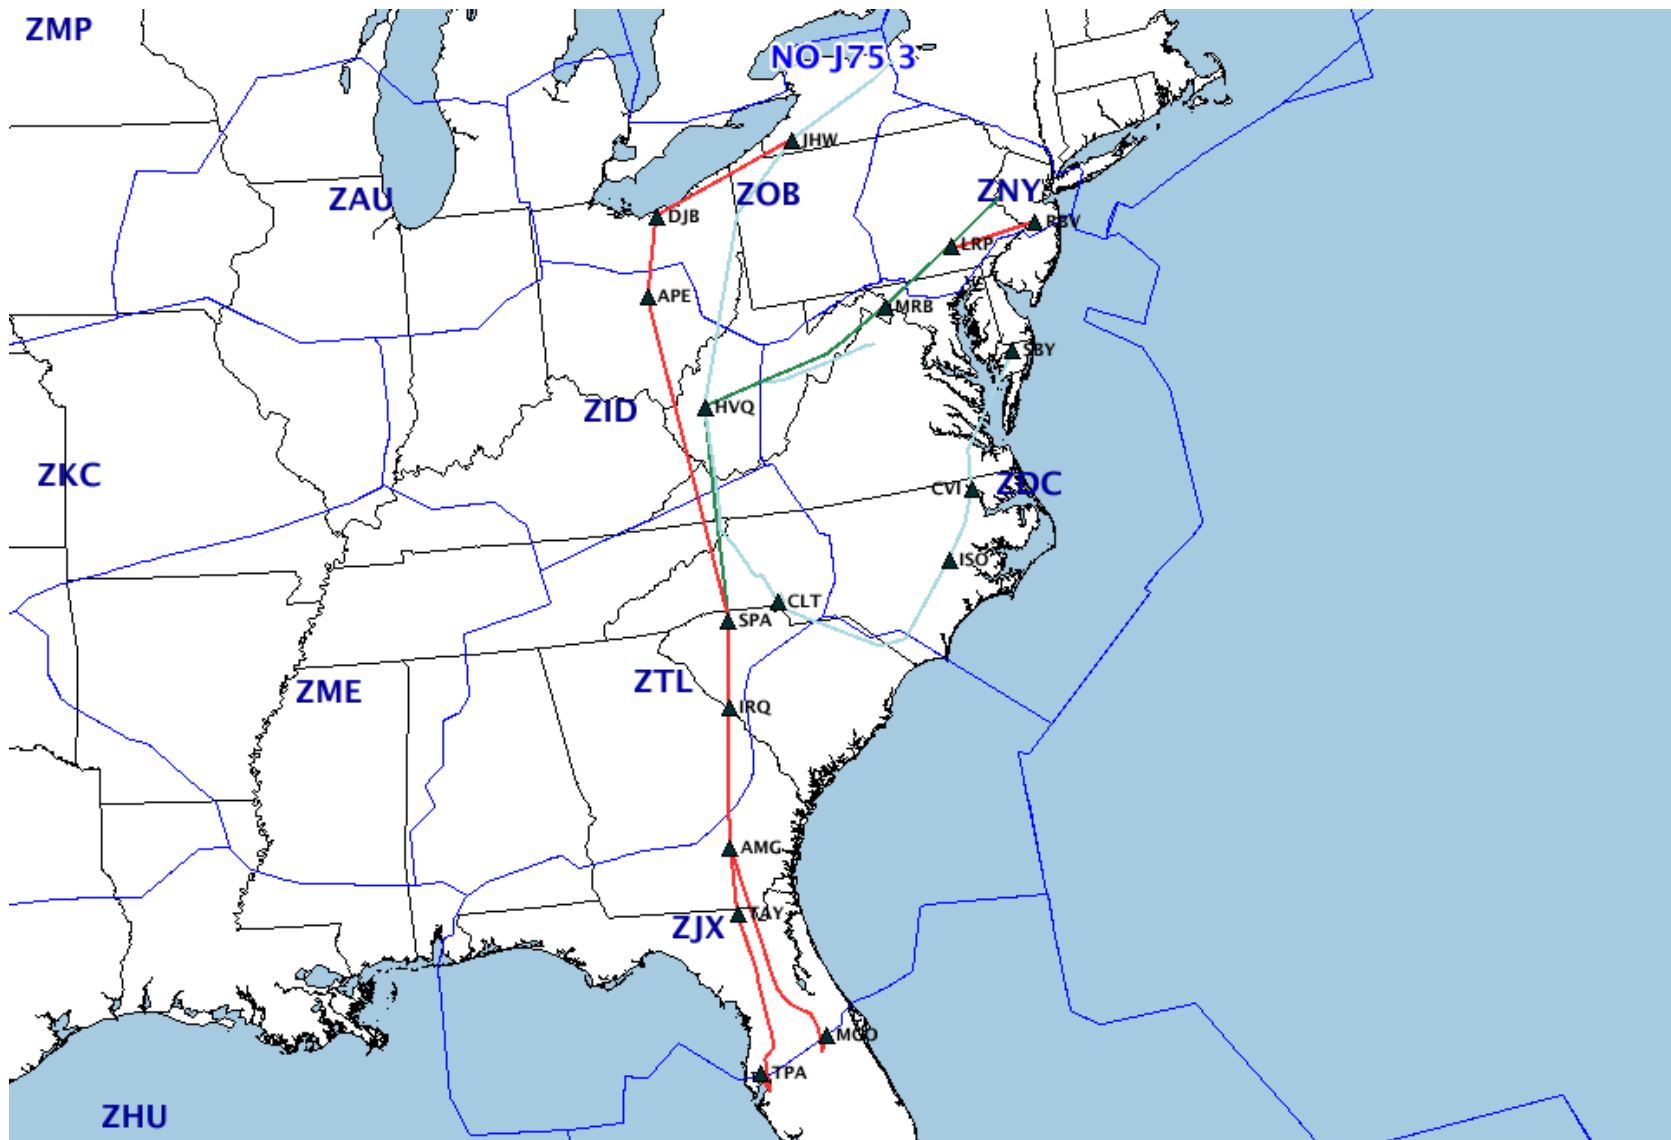 ZMP
NO J75 3
JHW
ZAU
ZOB
ZNY
DJB
RBV
LRP
APE
MRB
SBY
ZID
HVQ
ZKC
CVI
ZDC
ISO
CLT
SPA
ZME
ZTL
IRQ
AMG
TAY
ZJX
MCO
TPA
ZHU